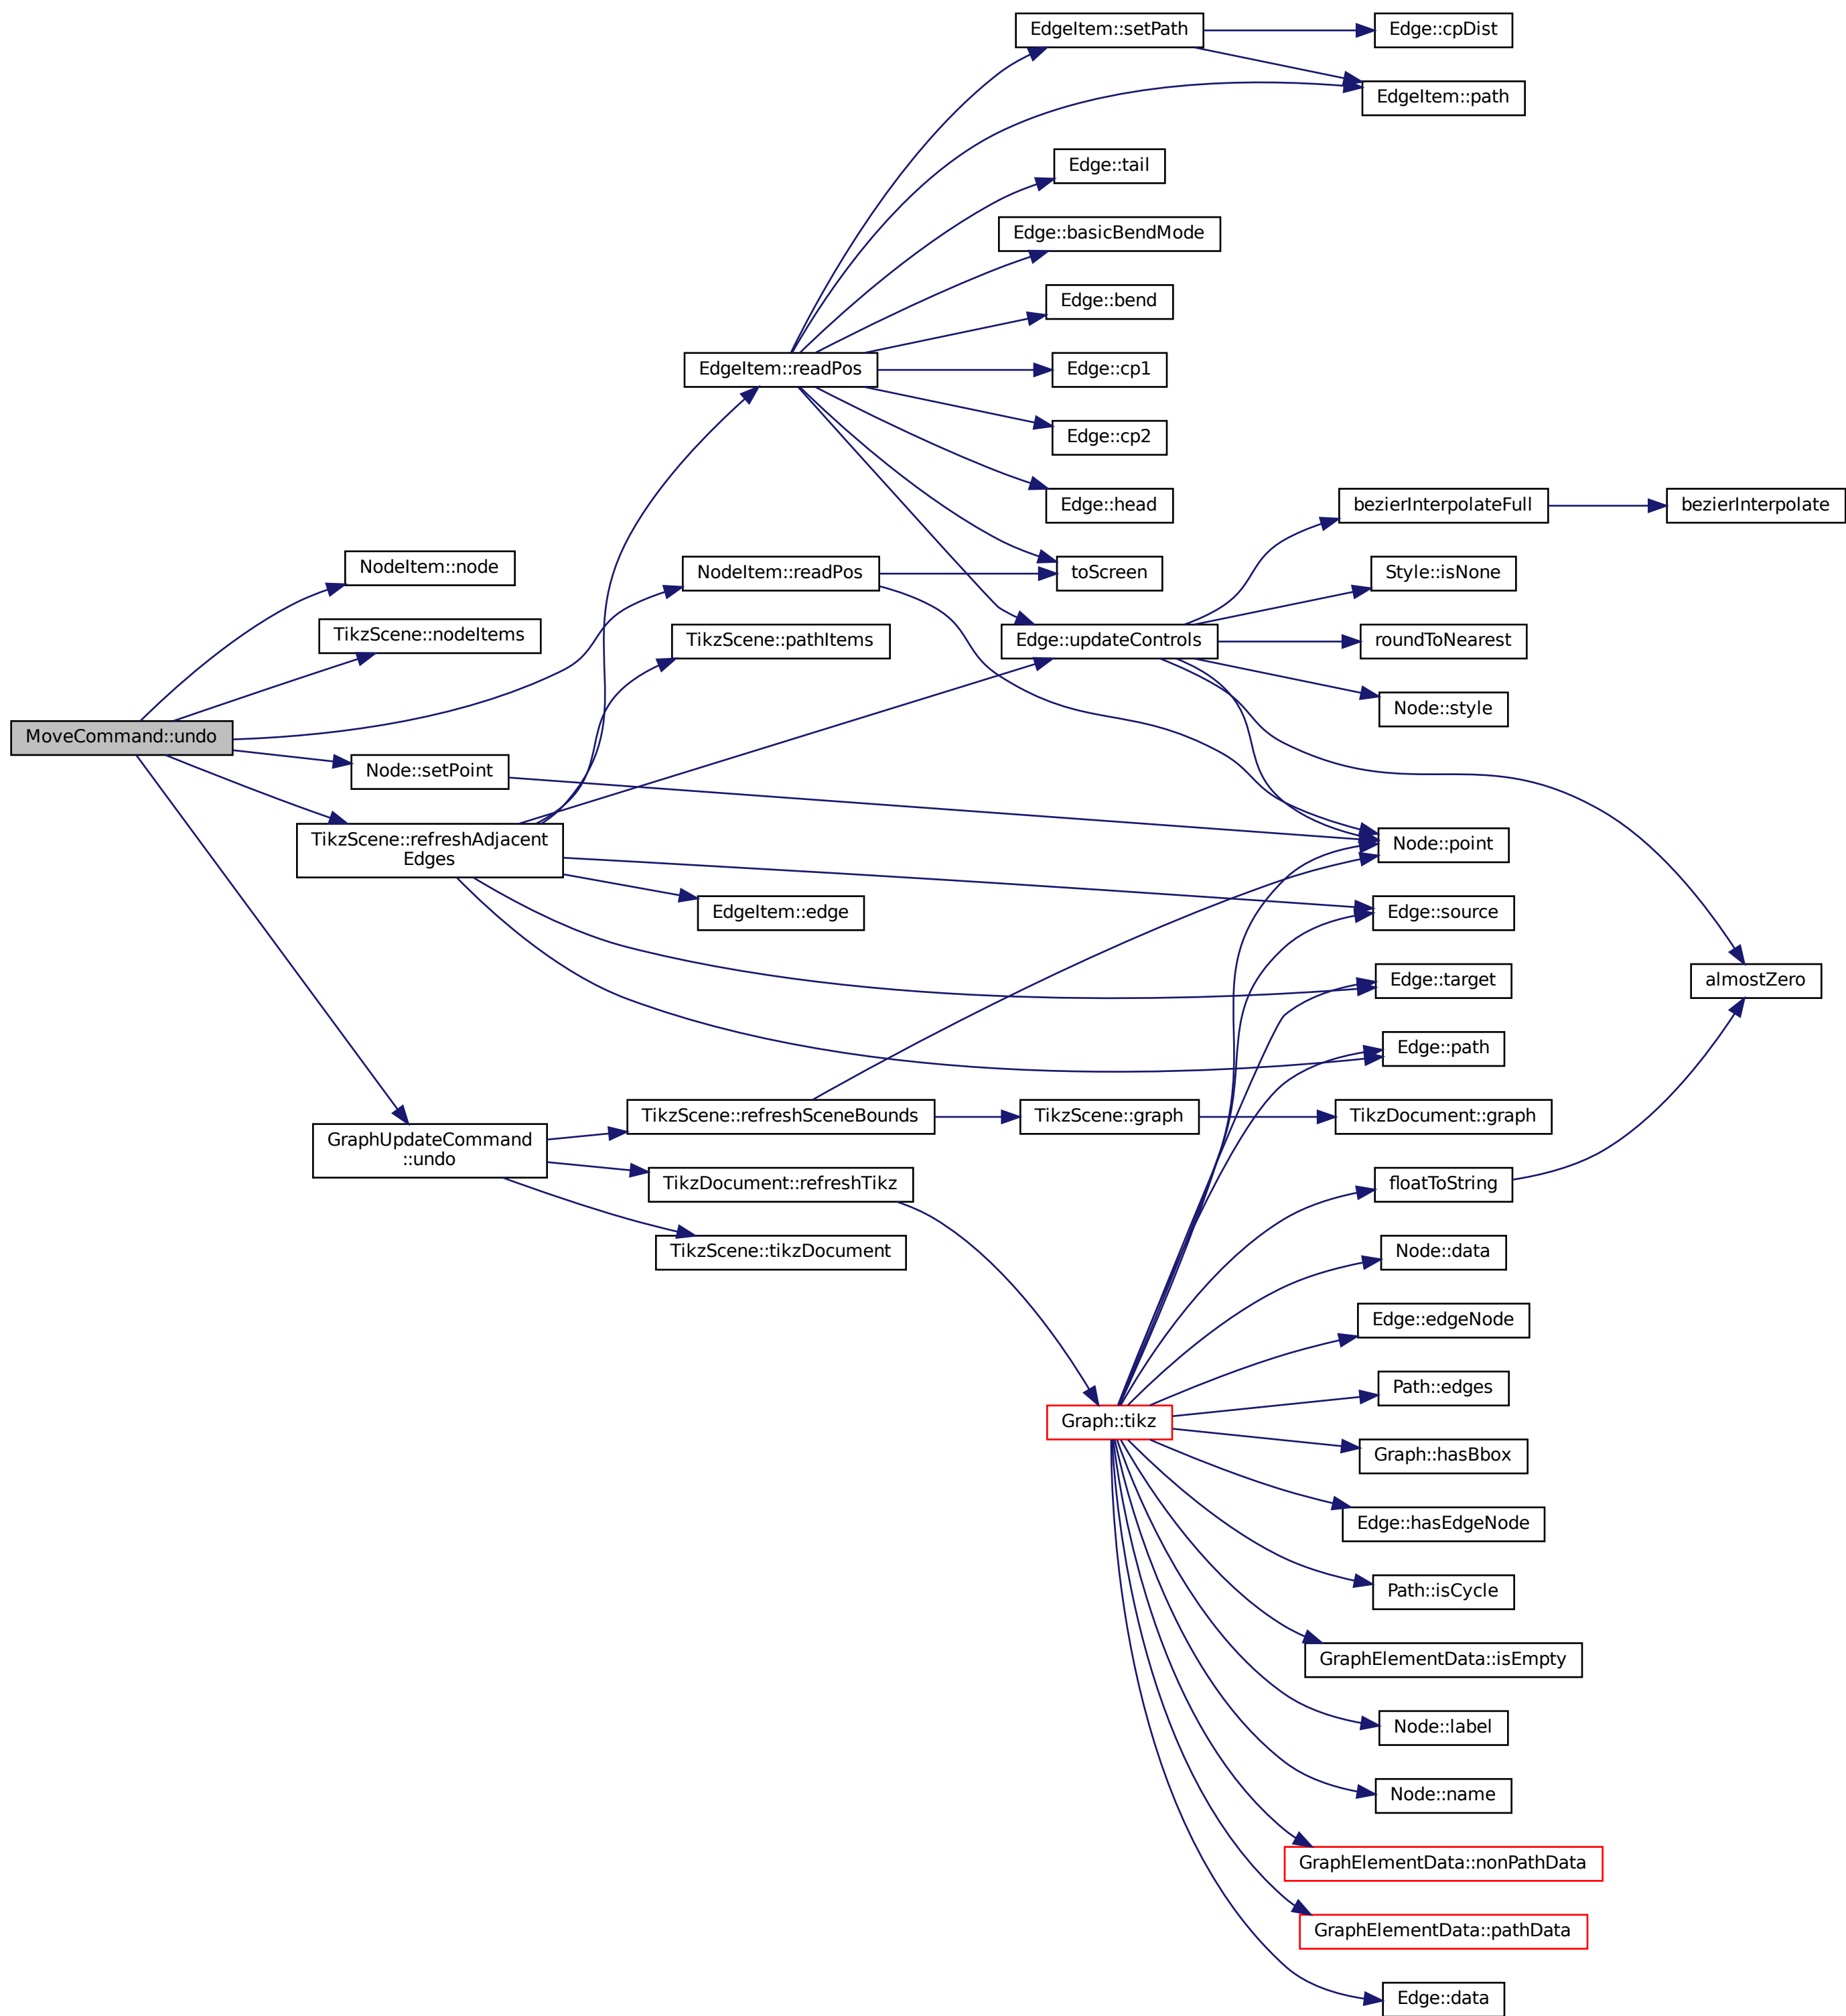 EdgeItem::setPath
Edge::cpDist
EdgeItem::path
Edge::tail
Edge::basicBendMode
Edge::bend
EdgeItem::readPos
Edge::cp1
Edge::cp2
Edge::head
bezierInterpolateFull
bezierInterpolate
NodeItem::node
NodeItem::readPos
toScreen
Style::isNone
TikzScene::nodeItems
TikzScene::pathItems
Edge::updateControls
roundToNearest
Node::style
MoveCommand::undo
Node::setPoint
TikzScene::refreshAdjacent
Edges
Node::point
EdgeItem::edge
Edge::source
Edge::target
almostZero
Edge::path
TikzScene::refreshSceneBounds
TikzScene::graph
TikzDocument::graph
GraphUpdateCommand
::undo
TikzDocument::refreshTikz
floatToString
TikzScene::tikzDocument
Node::data
Edge::edgeNode
Path::edges
Graph::tikz
Graph::hasBbox
Edge::hasEdgeNode
Path::isCycle
GraphElementData::isEmpty
Node::label
Node::name
GraphElementData::nonPathData
GraphElementData::pathData
Edge::data